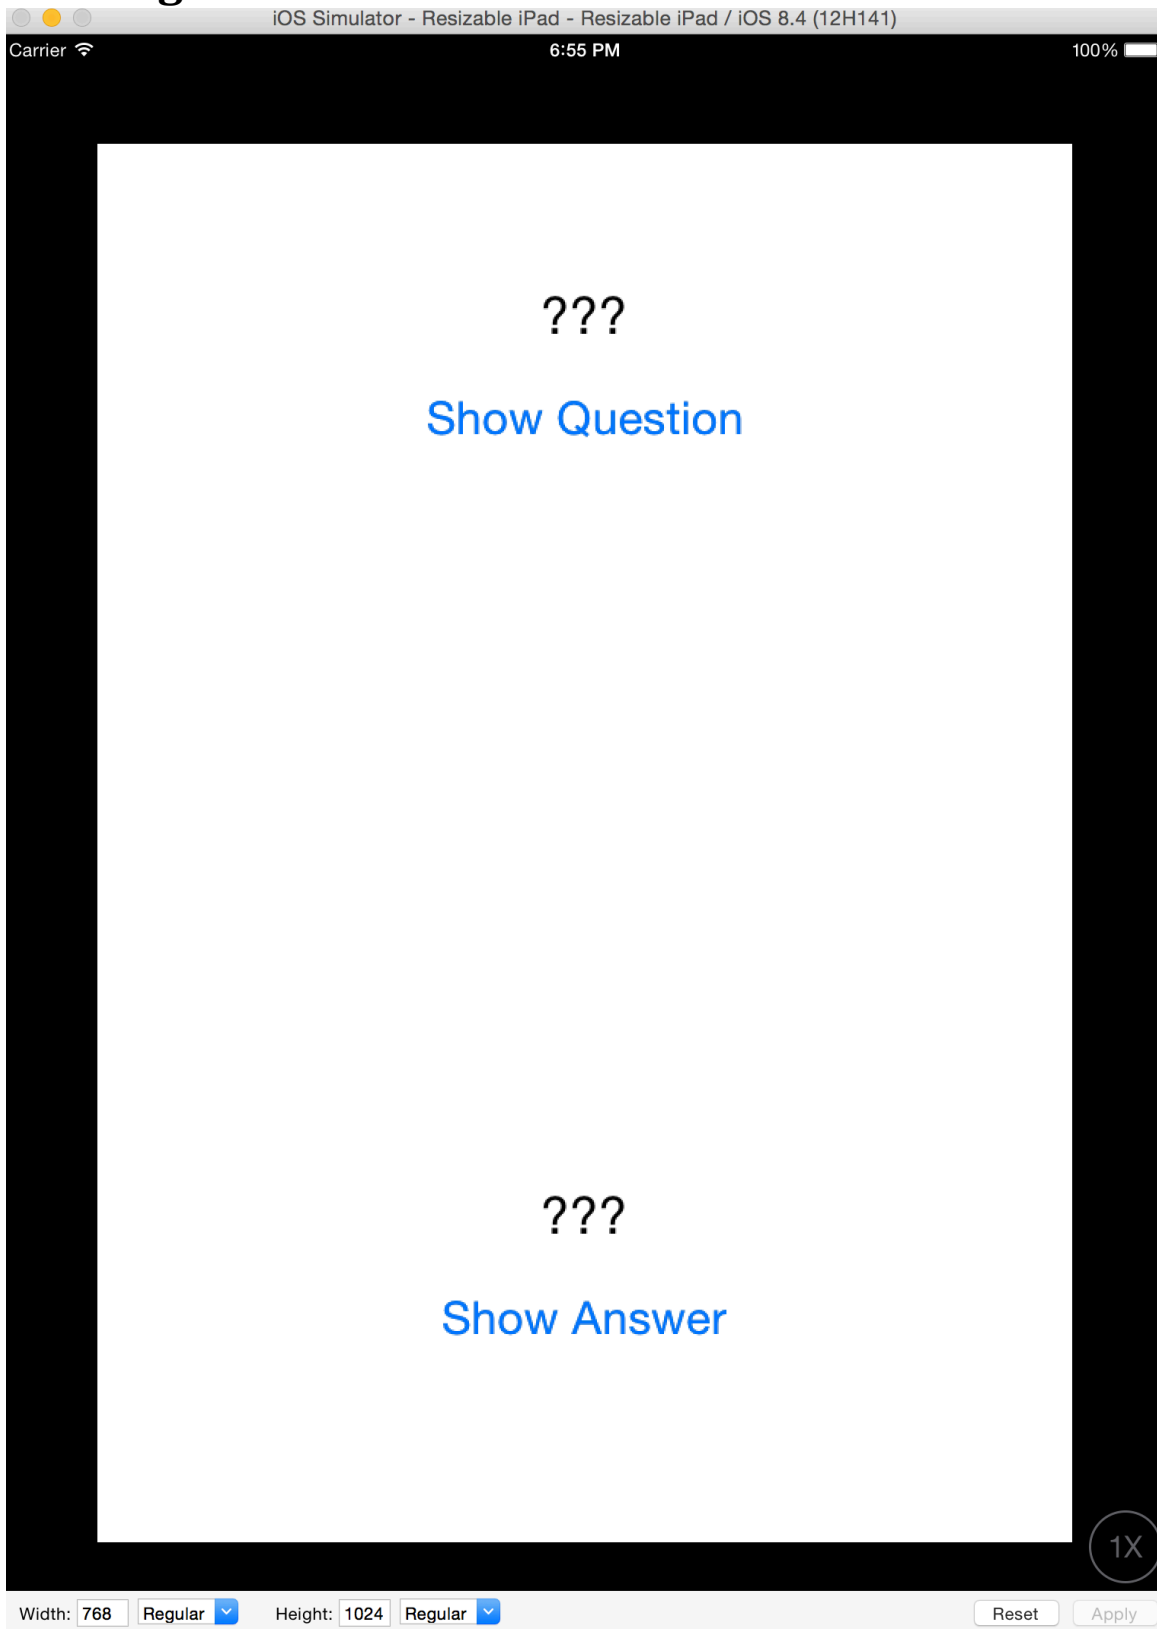 iOS Simulator - Resizable iPad - Resizable iPad / iOS 8.4 (12H141)
Carrier 6:55 PM 100%
???
Show Question
???
Show Answer
1X
Width: 768 Regular Height: 1024 Regular Reset Apply